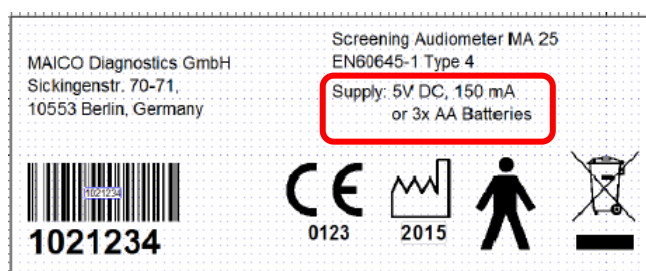 MAICO Diagnostics GmbH
Sickingenstr. 70-71,
10553 Berlin, Germany
Screening Audiometer MA 25
EN60645-1 Type 4
Supply: 5V DC, 150 mA
or 3x AA Batteries
1021234
1021234
CE
0123
2015